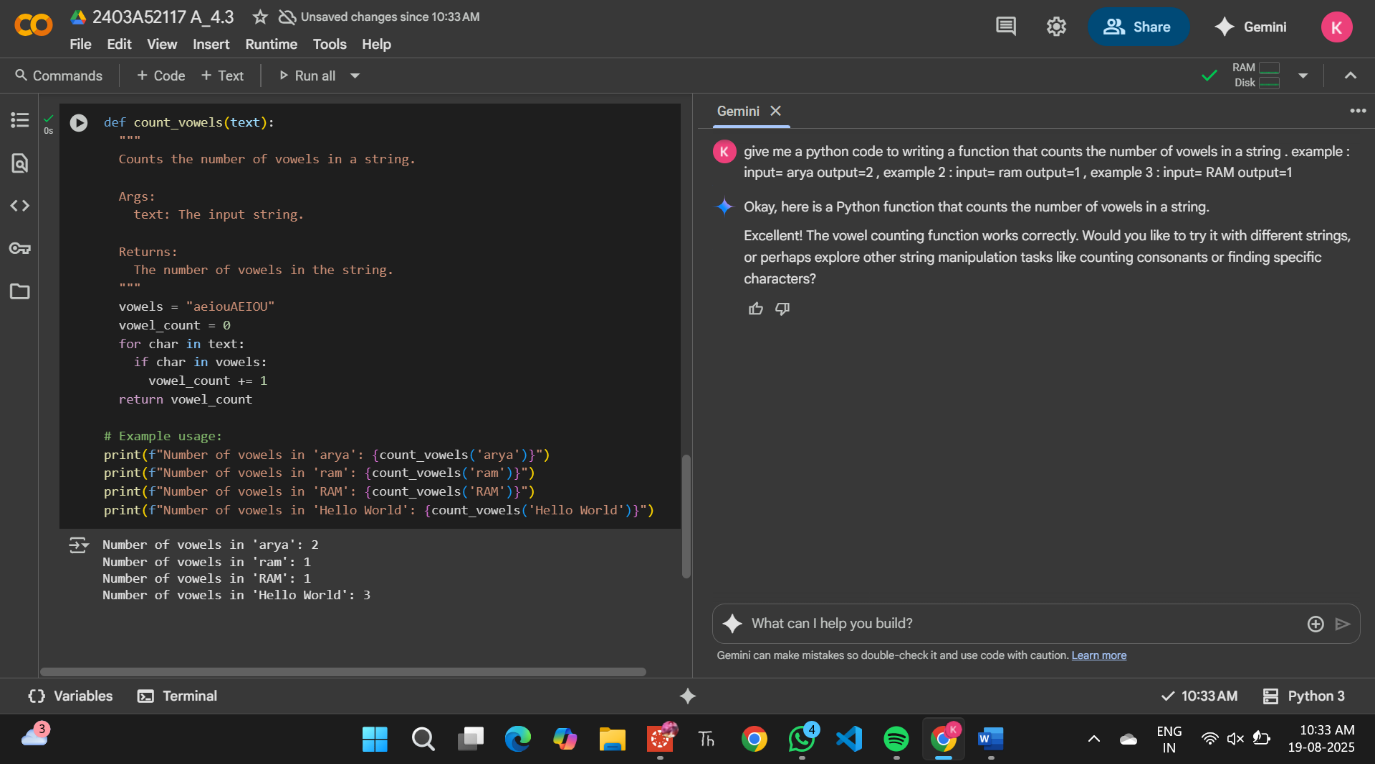 2403A52117 A_4.3
Unsaved changes since 10:33 AM
File Edit View Insert Runtime Tools Help
Share
Gemini
K
Commands
+ Code + Text
Run all
RAM
Disk
0s
def count_vowels(text):
"""
Counts the number of vowels in a string.
Args:
text: The input string.
Returns:
The number of vowels in the string.
"""
vowels = "aeiouAEIOU"
vowel_count = 0
for char in text:
if char in vowels:
vowel_count += 1
return vowel_count
# Example usage:
print(f"Number of vowels in 'arya': {count_vowels('arya')}")
print(f"Number of vowels in 'ram': {count_vowels('ram')}")
print(f"Number of vowels in 'RAM': {count_vowels('RAM')}")
print(f"Number of vowels in 'Hello World': {count_vowels('Hello World')}")
Number of vowels in 'arya': 2
Number of vowels in 'ram': 1
Number of vowels in 'RAM': 1
Number of vowels in 'Hello World': 3
Gemini
K
give me a python code to writing a function that counts the number of vowels in a string . example :
input= arya output=2 , example 2 : input= ram output=1 , example 3 : input= RAM output=1
Okay, here is a Python function that counts the number of vowels in a string.
Excellent! The vowel counting function works correctly. Would you like to try it with different strings,
or perhaps explore other string manipulation tasks like counting consonants or finding specific
characters?
What can I help you build?
Gemini can make mistakes so double-check it and use code with caution. Learn more
Variables Terminal
10:33 AM Python 3
3
Th
4
K
W
ENG
IN
10:33 AM
19-08-2025